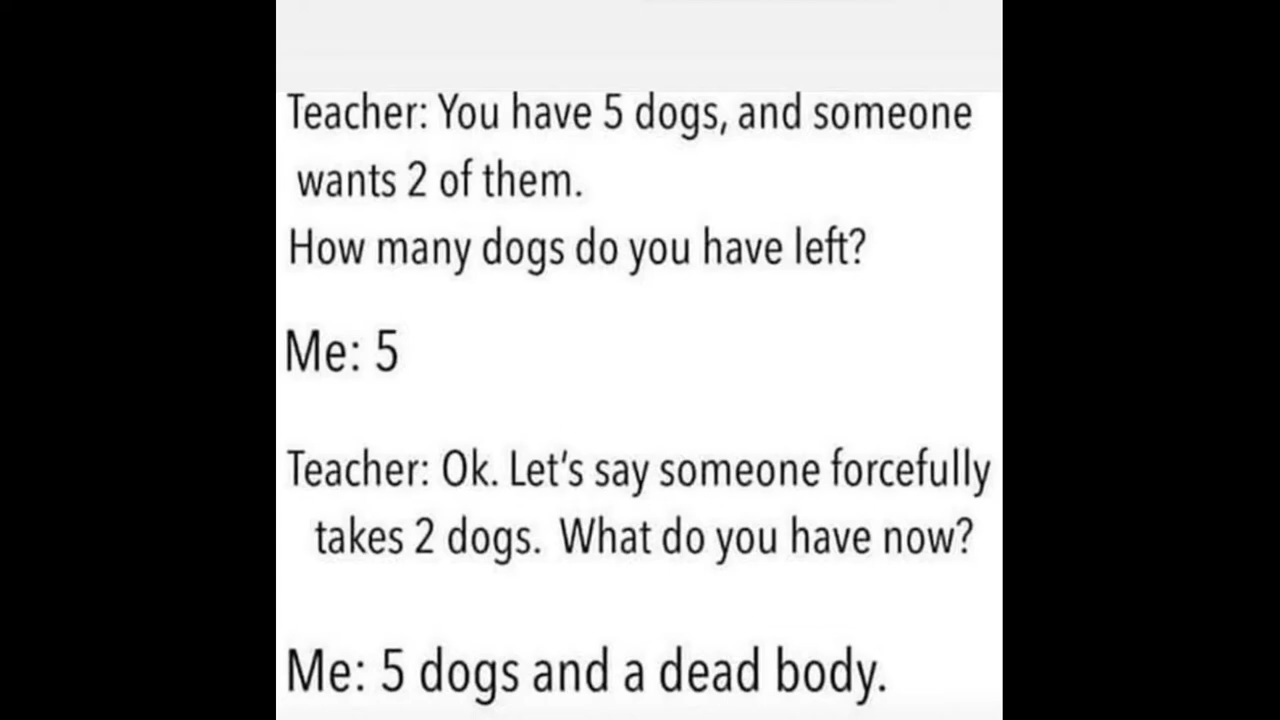 Teacher: You have 5 dogs, and someone
wants 2 of them.
How many dogs do you have left?
Me: 5
Teacher: Ok. Let's say someone forcefully
takes 2 dogs. What do you have now?
Me: 5 dogs and a dead body.